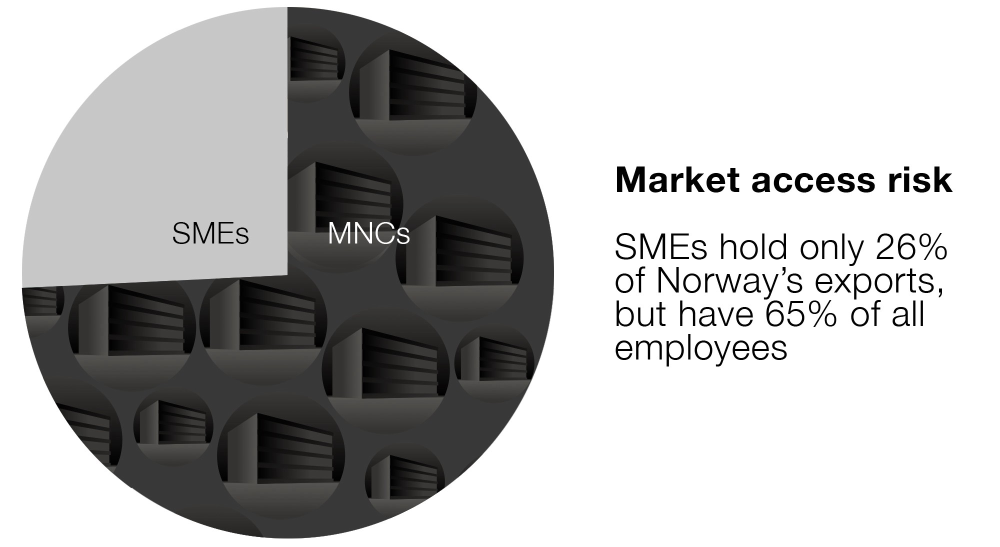 SMEs
MNCs
Market access risk
SMEs hold only 26%
of Norway’s exports,
but have 65% of all
employees